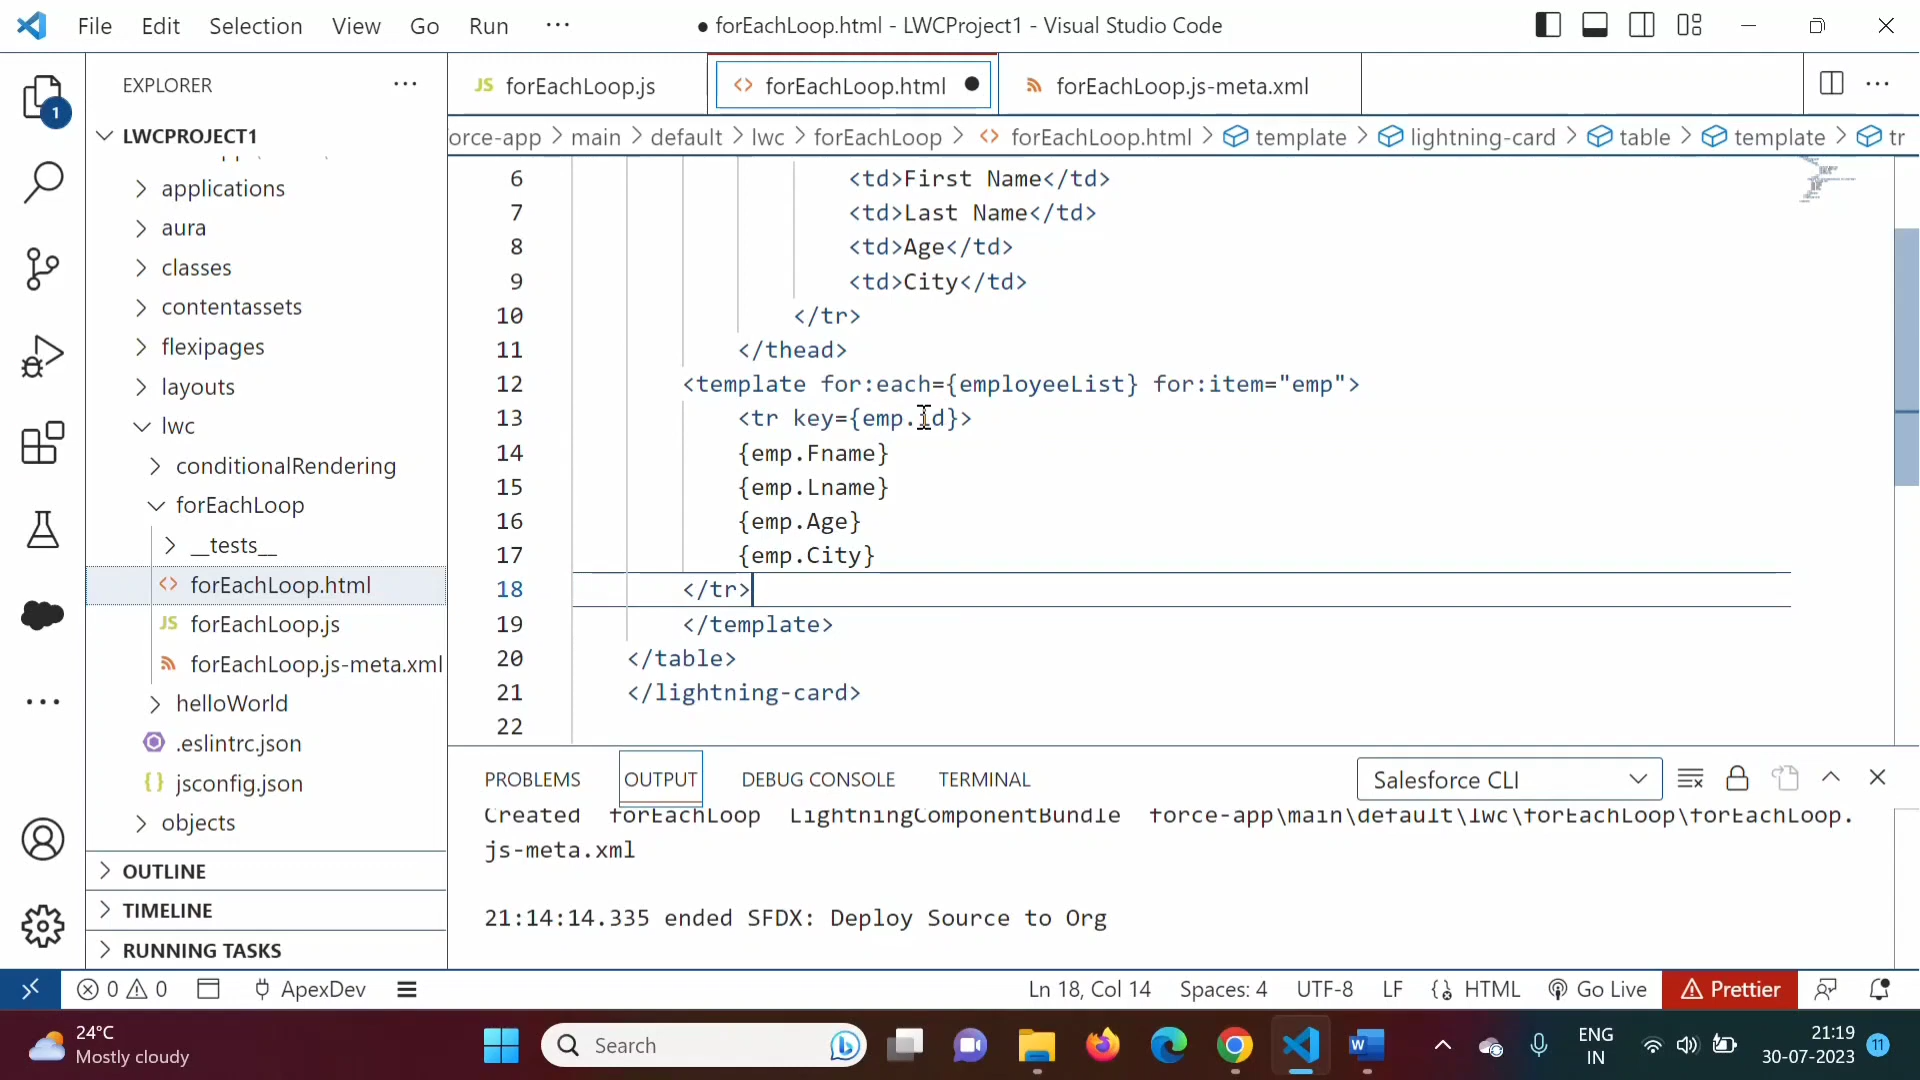 File Edit Selection View Go Run ···
● forEachLoop.html - LWCProject1 - Visual Studio Code
EXPLORER ···
JS forEachLoop.js
<> forEachLoop.html ●
forEachLoop.js-meta.xml
···
1
orce-app > main > default > lwc > forEachLoop > <> forEachLoop.html > template > lightning-card > table > template > tr
LWCPROJECT1
applications
aura
classes
contentassets
flexipages
layouts
lwc
conditionalRendering
forEachLoop
__tests__
<> forEachLoop.html
JS forEachLoop.js
forEachLoop.js-meta.xml
helloWorld
.eslintrc.json
{} jsconfig.json
objects
OUTLINE
TIMELINE
RUNNING TASKS
6 <td>First Name</td>
7 <td>Last Name</td>
8 <td>Age</td>
9 <td>City</td>
10 </tr>
11 </thead>
12 <template for:each={employeeList} for:item="emp">
13 <tr key={emp.id}>
14 {emp.Fname}
15 {emp.Lname}
16 {emp.Age}
17 {emp.City}
18 </tr>
19 </template>
20 </table>
21 </lightning-card>
22
PROBLEMS OUTPUT DEBUG CONSOLE TERMINAL
Salesforce CLI
Created forEachLoop LightningComponentBundle force-app\main\default\lwc\forEachLoop\forEachLoop.
js-meta.xml
21:14:14.335 ended SFDX: Deploy Source to Org
0 0 ApexDev
Ln 18, Col 14 Spaces: 4 UTF-8 LF HTML Go Live Prettier
24°C
Mostly cloudy
Search
ENG
IN
21:19
30-07-2023
11